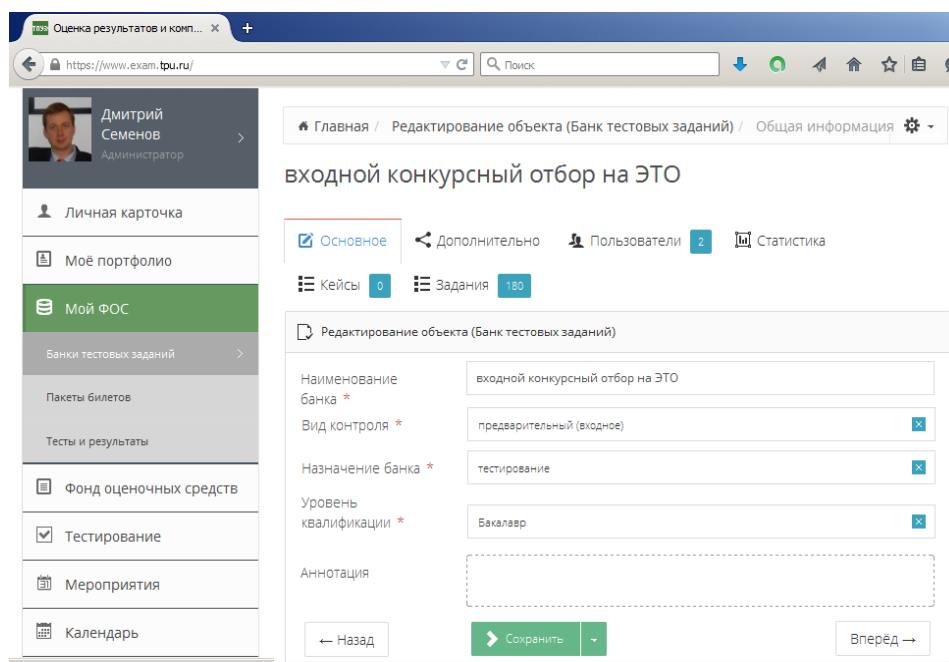 Оценка результатов и комп... × +
https://www.exam.tpu.ru/ Поиск
Дмитрий
Семенов
Администратор
Личная карточка
Моё портфолио
Мой ФОС
Банки тестовых заданий
Пакеты билетов
Тесты и результаты
Фонд оценочных средств
Тестирование
Мероприятия
Календарь
Главная / Редактирование объекта (Банк тестовых заданий) / Общая информация
входной конкурсный отбор на ЭТО
Основное Дополнительно Пользователи 2 Статистика
Кейсы 0 Задания 180
Редактирование объекта (Банк тестовых заданий)
Наименование
банка * входной конкурсный отбор на ЭТО
Вид контроля * предварительный (входное)
Назначение банка * тестирование
Уровень
квалификации * Бакалавр
Аннотация
← Назад Сохранить Вперёд →